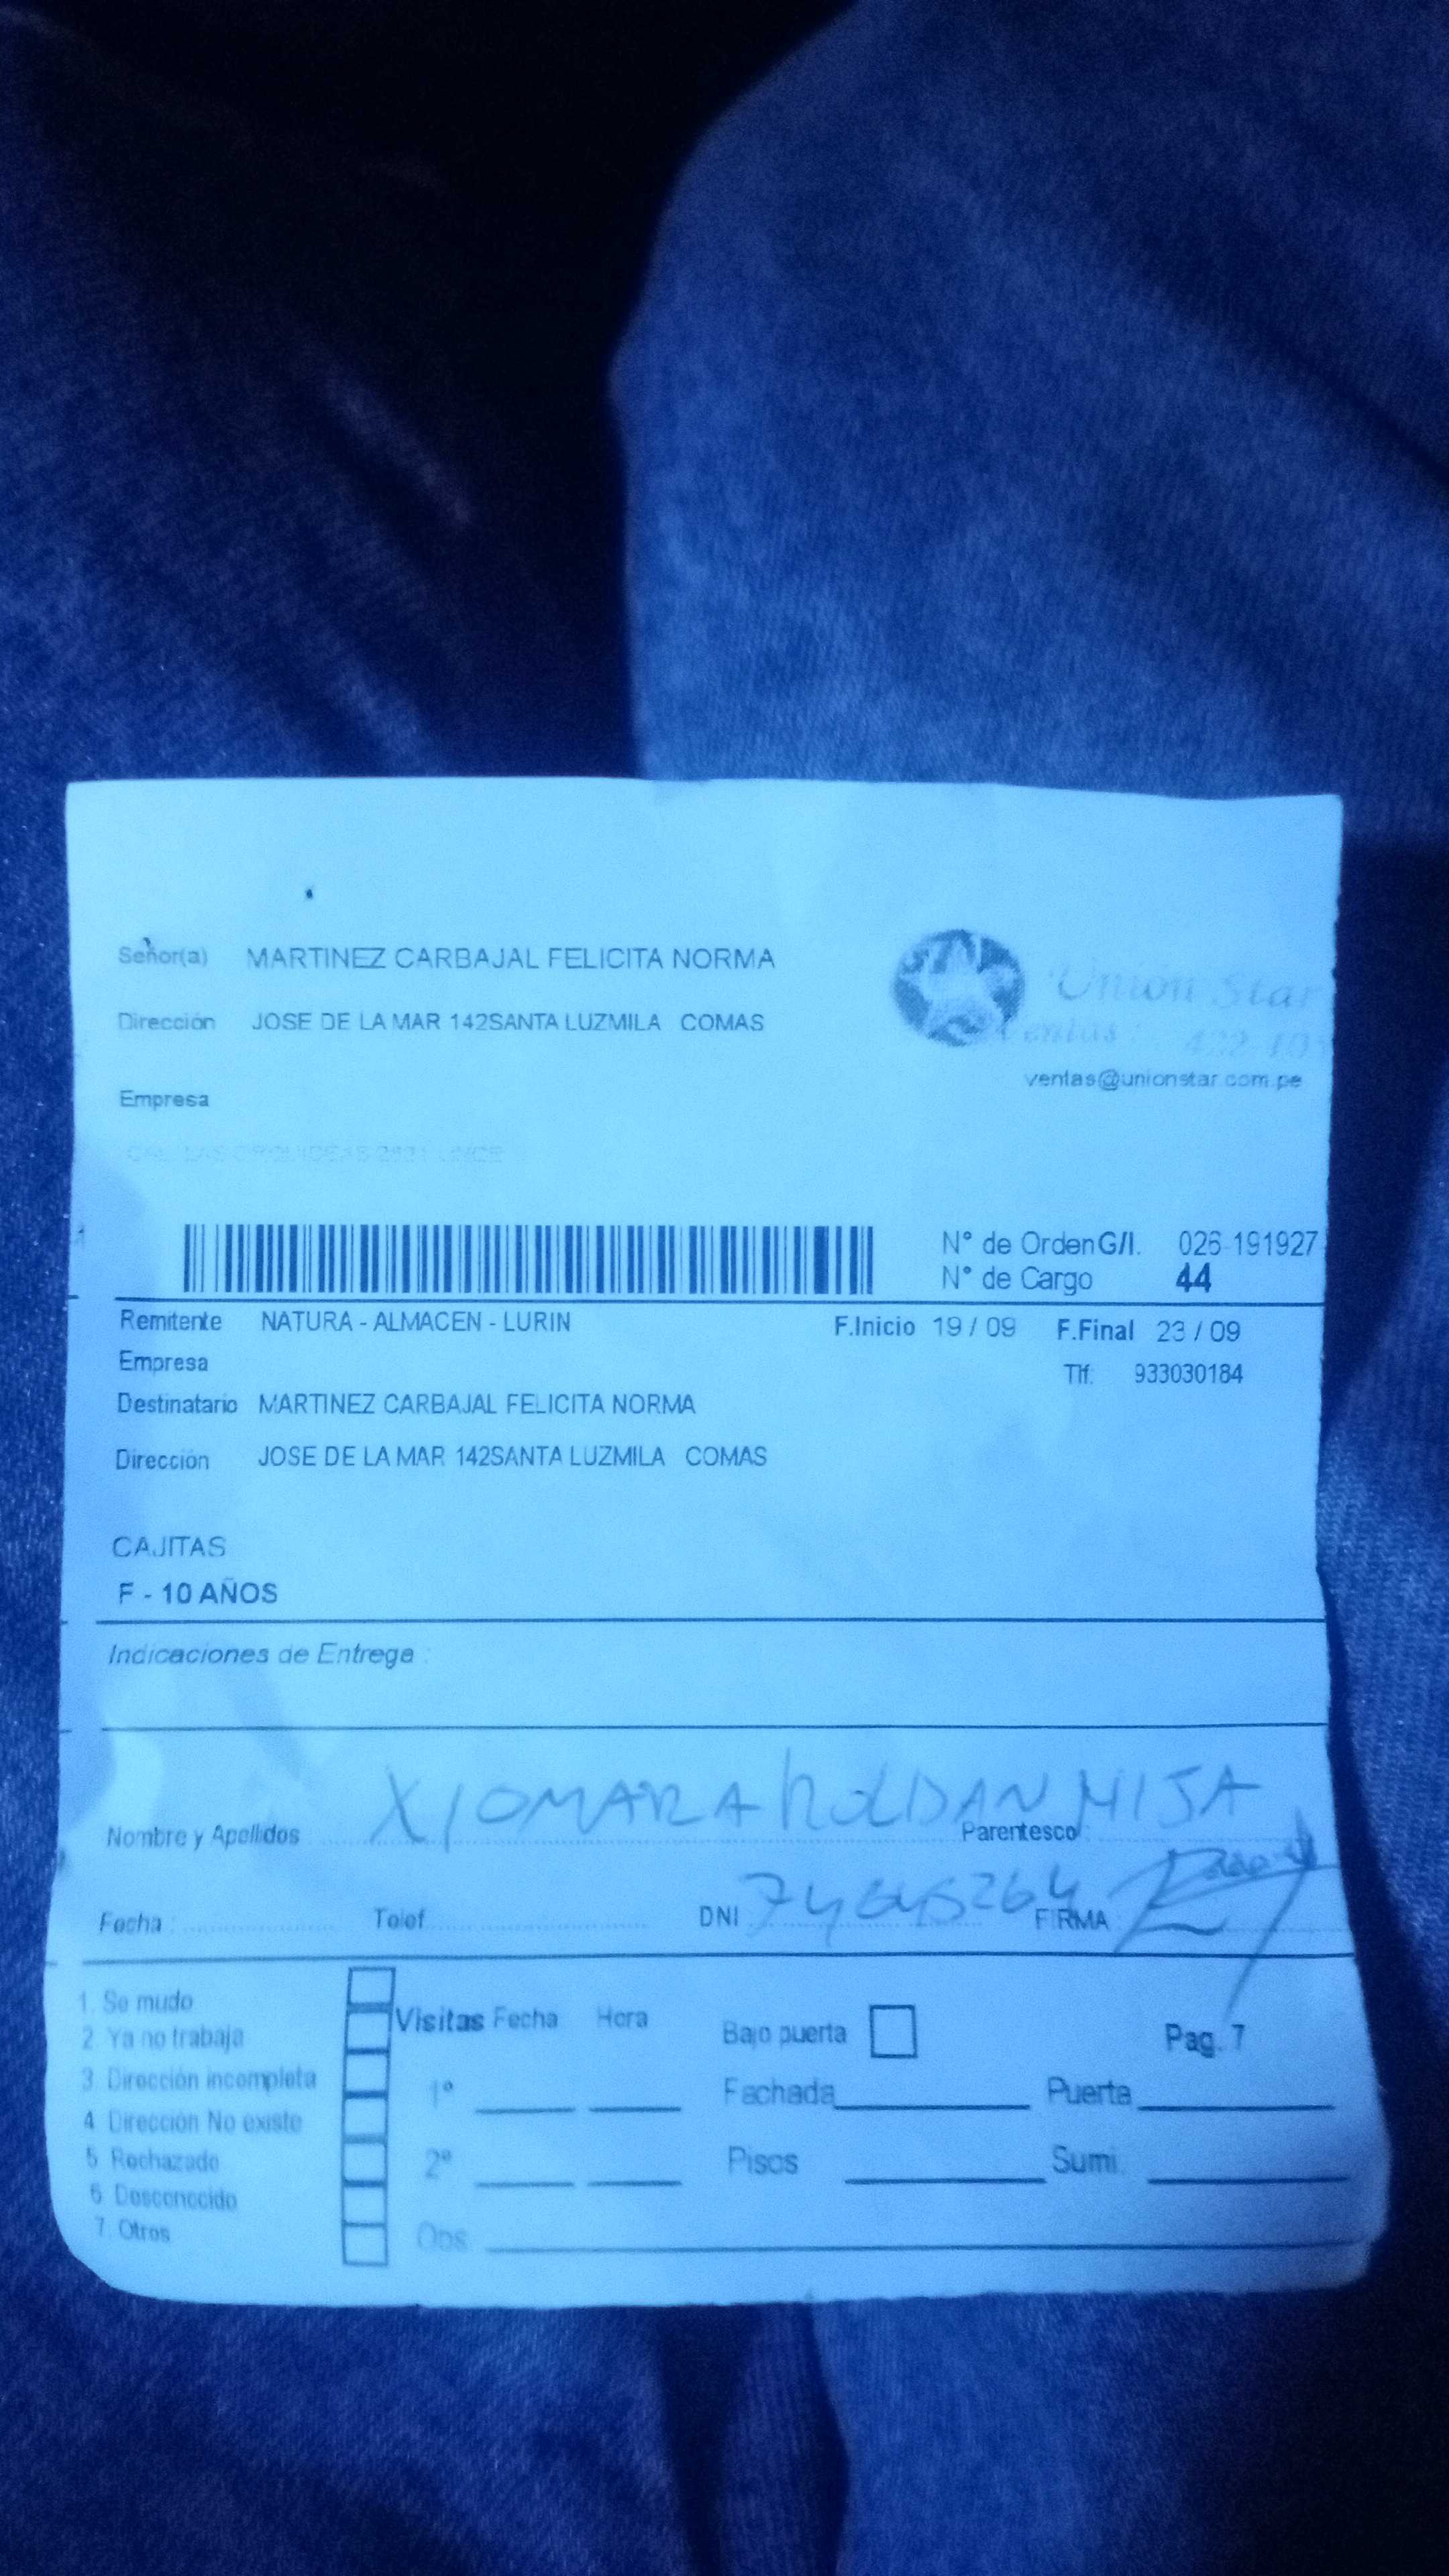 Señor(a) MARTINEZ CARBAJAL FELICITA NORMA
Unión Star
Dirección JOSE DE LA MAR 142SANTA LUZMILA COMAS
ventas@unionstar.com.pe
Empresa
N° de Orden G/I. 026-191927
N° de Cargo 44
Remitente NATURA - ALMACEN - LURIN F.Inicio 19 / 09 F.Final 23 / 09
Empresa Tlf: 933030184
Destinatario MARTINEZ CARBAJAL FELICITA NORMA
Dirección JOSE DE LA MAR 142SANTA LUZMILA COMAS
CAJITAS
F - 10 AÑOS
Indicaciones de Entrega :
Nombre y Apellidos XIOMARA ROLDAN Parentesco
Fecha : Telef. DNI FIRMA
1. Se mudo
2. Ya no trabaja
3. Dirección incompleta
4. Dirección No existe
5. Rechazado
6. Desconocido
7. Otros
Visitas Fecha Hora
1°
2°
Obs
Bajo puerta Pag. 7
Fachada Puerta
Pisos Sumi.